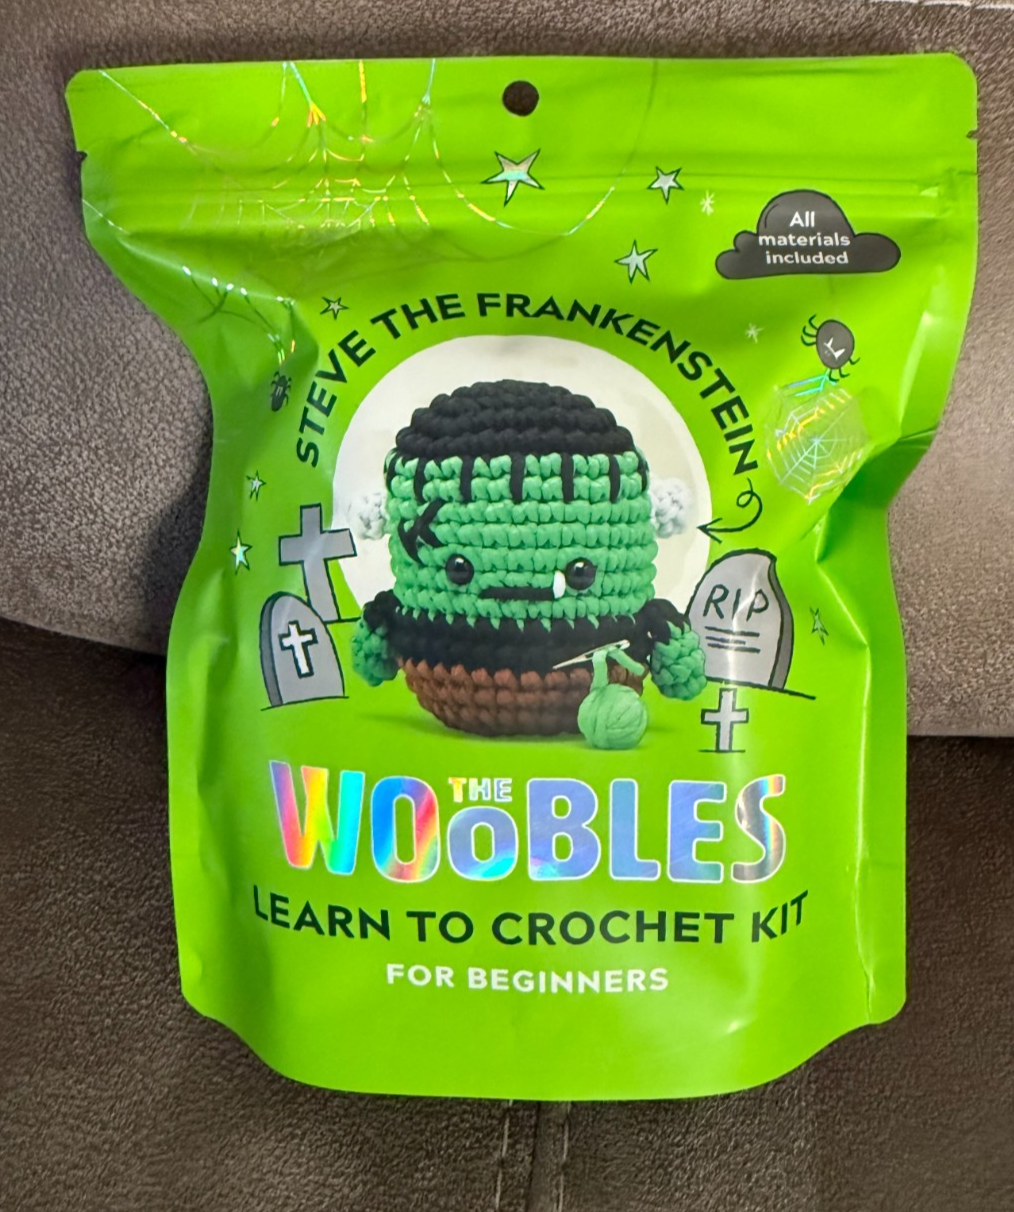 All
materials
included
STEVE THE FRANKENSTEIN
RIP
THE
WOOBLES
LEARN TO CROCHET KIT
FOR BEGINNERS